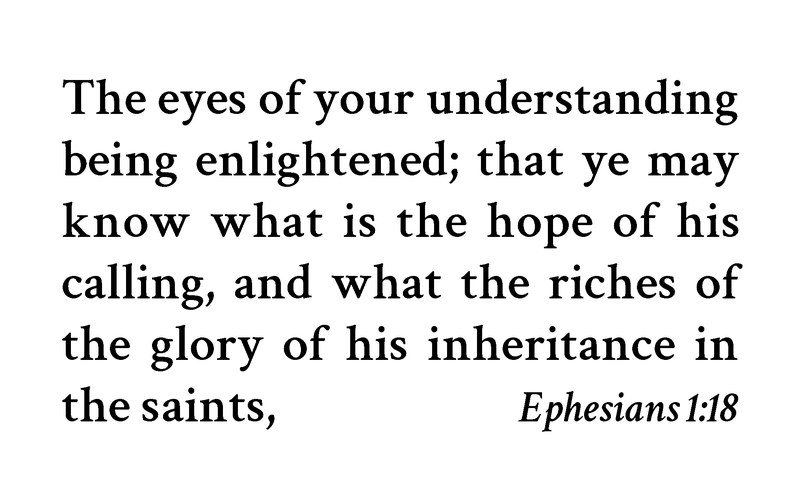 The eyes of your understanding
being enlightened; that ye may
know what is the hope of his
calling, and what the riches of
the glory of his inheritance in
the saints, Ephesians 1:18